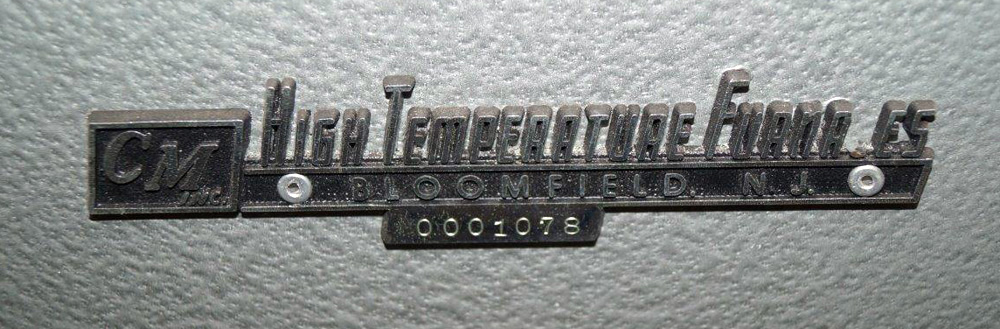 CM INC.
HIGH TEMPERATURE FURNA ES
BLOOMFIELD. N.J.
0001078